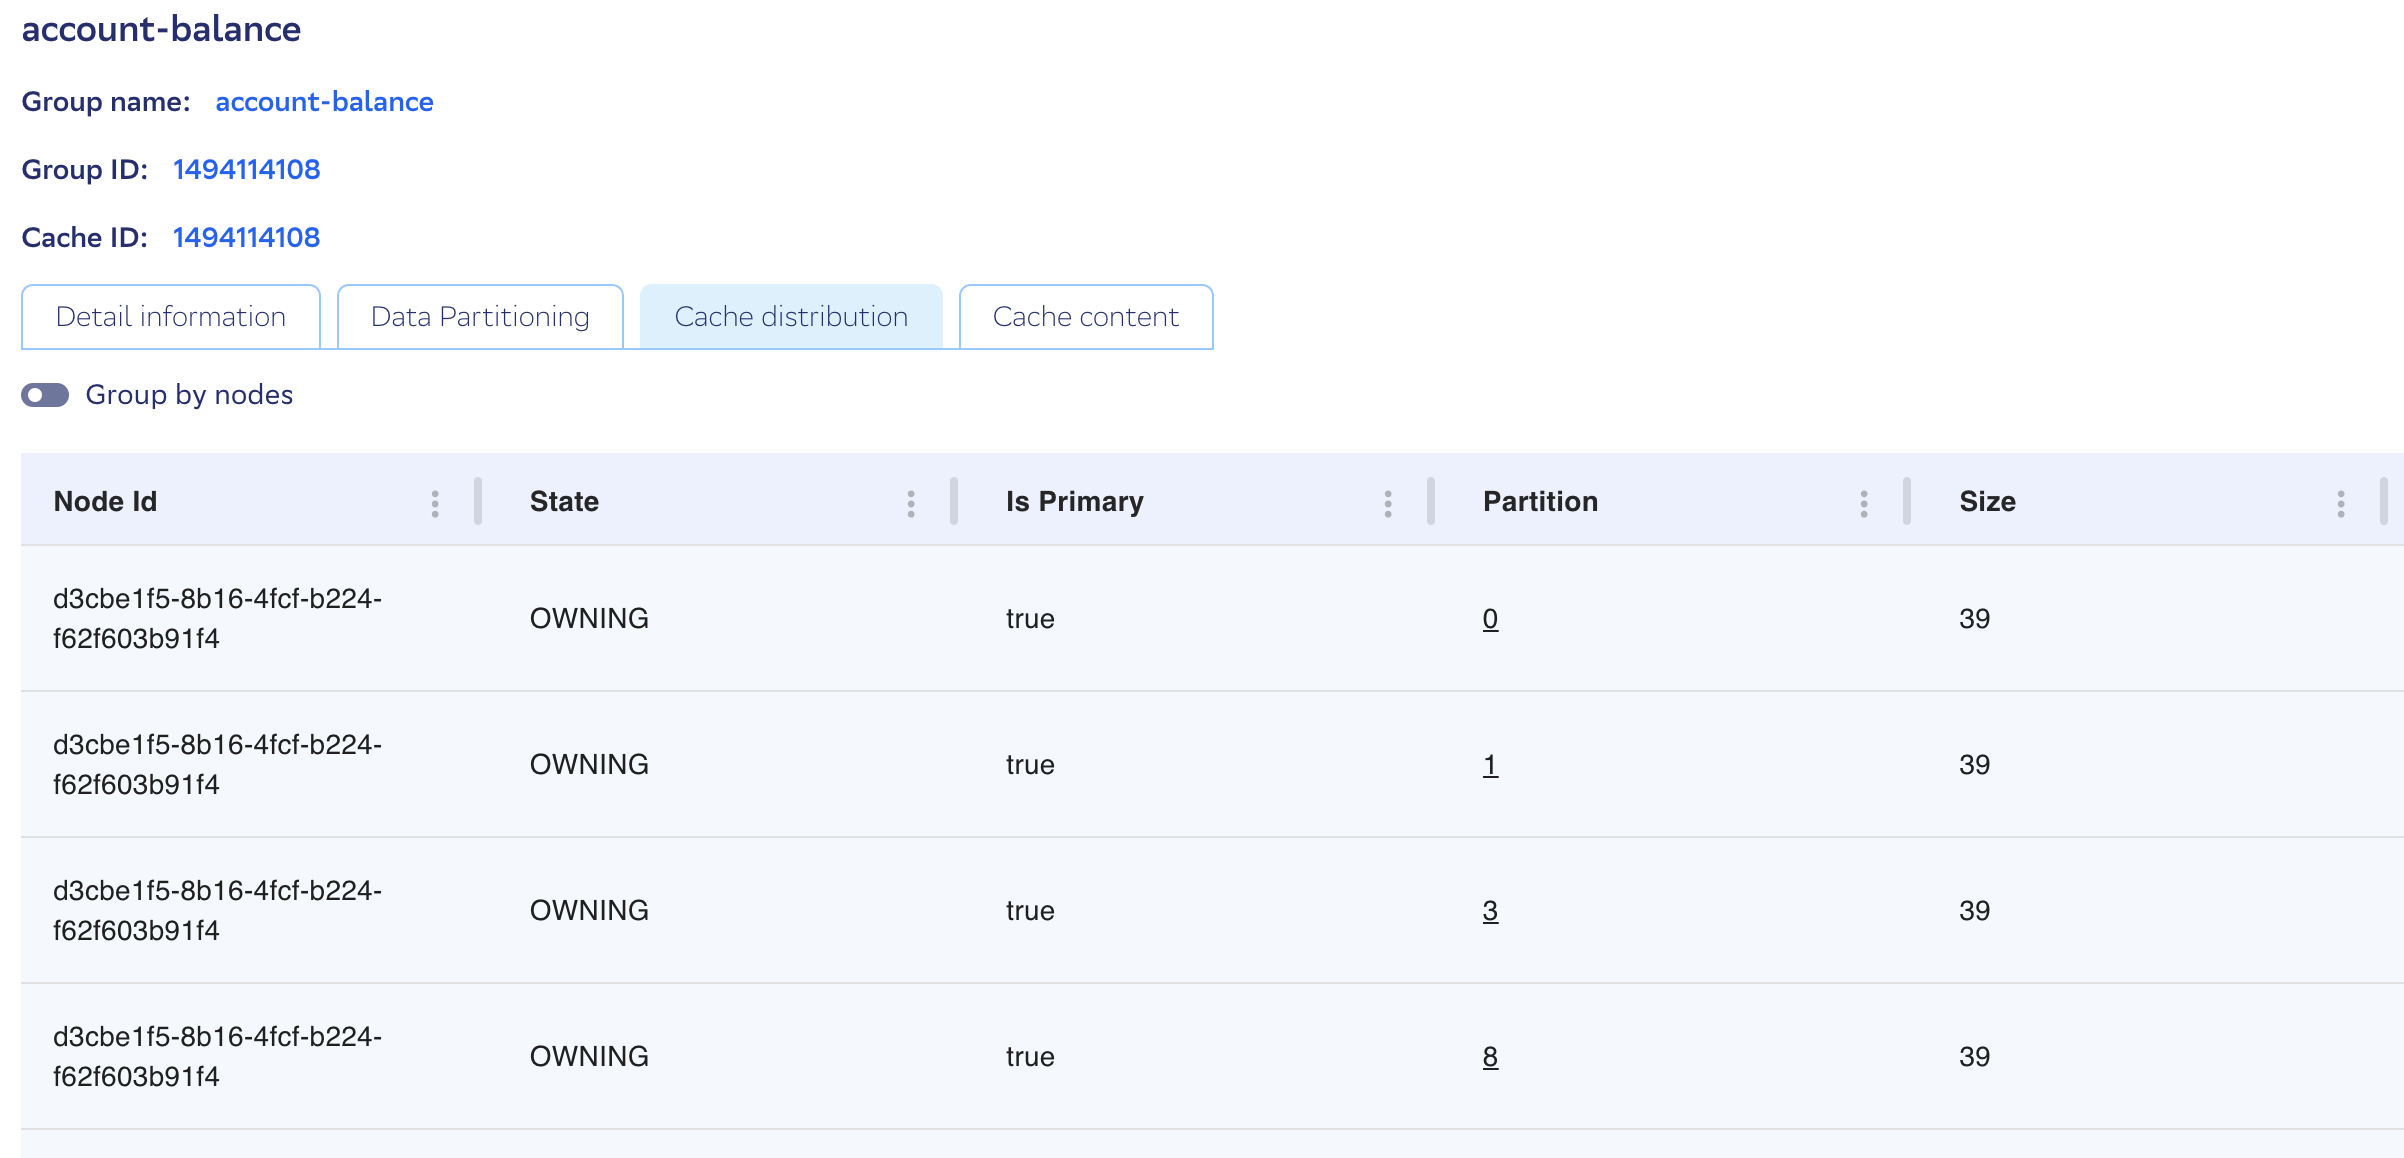 account-balance
Group name: account-balance
Group ID: 1494114108
Cache ID: 1494114108
Detail information Data Partitioning Cache distribution Cache content
Group by nodes
Node Id State Is Primary Partition Size
d3cbe1f5-8b16-4fcf-b224-
f62f603b91f4 OWNING true 0 39
d3cbe1f5-8b16-4fcf-b224-
f62f603b91f4 OWNING true 1 39
d3cbe1f5-8b16-4fcf-b224-
f62f603b91f4 OWNING true 3 39
d3cbe1f5-8b16-4fcf-b224-
f62f603b91f4 OWNING true 8 39